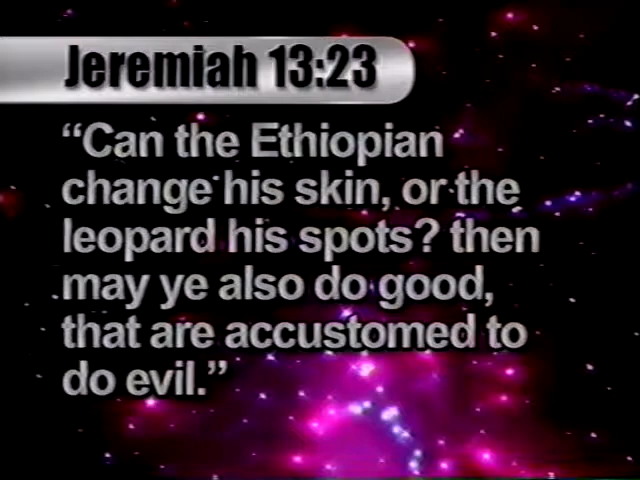 Jeremiah 13:23
“Can the Ethiopian
change his skin, or the
leopard his spots? then
may ye also do good,
that are accustomed to
do evil.”